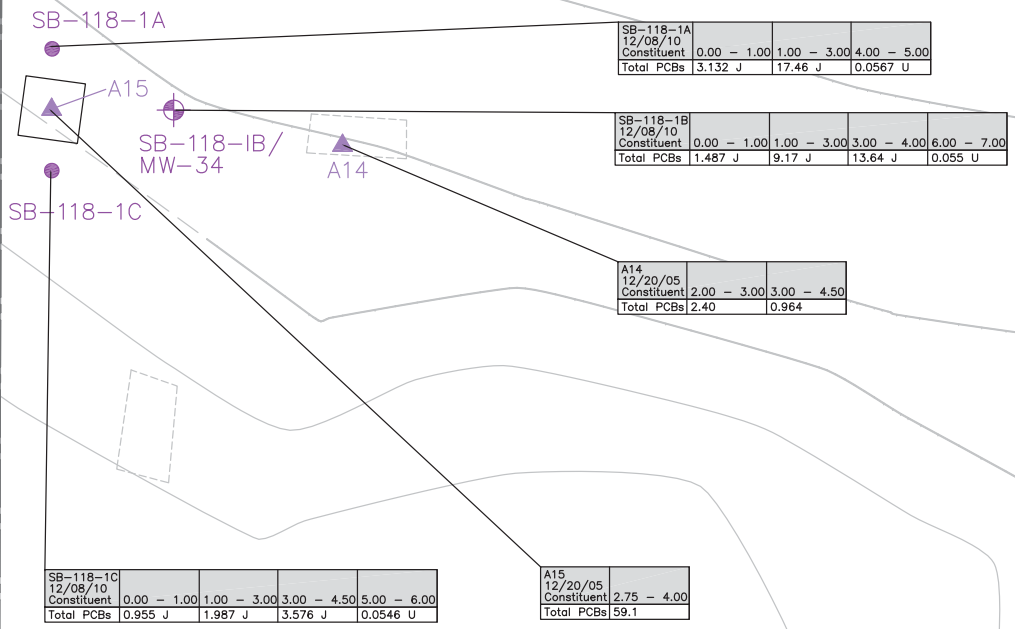 SB-118-1A
A15
SB-118-IB/
MW-34
A14
SB-118-1C
SB-118-1A
12/08/10
Constituent 0.00 - 1.00 1.00 - 3.00 4.00 - 5.00
Total PCBs 3.132 J 17.46 J 0.0567 U
SB-118-1B
12/08/10
Constituent 0.00 - 1.00 1.00 - 3.00 3.00 - 4.00 6.00 - 7.00
Total PCBs 1.487 J 9.17 J 13.64 J 0.055 U
A14
12/20/05
Constituent 2.00 - 3.00 3.00 - 4.50
Total PCBs 2.40 0.964
SB-118-1C
12/08/10
Constituent 0.00 - 1.00 1.00 - 3.00 3.00 - 4.50 5.00 - 6.00
Total PCBs 0.955 J 1.987 J 3.576 J 0.0546 U
A15
12/20/05
Constituent 2.75 - 4.00
Total PCBs 59.1